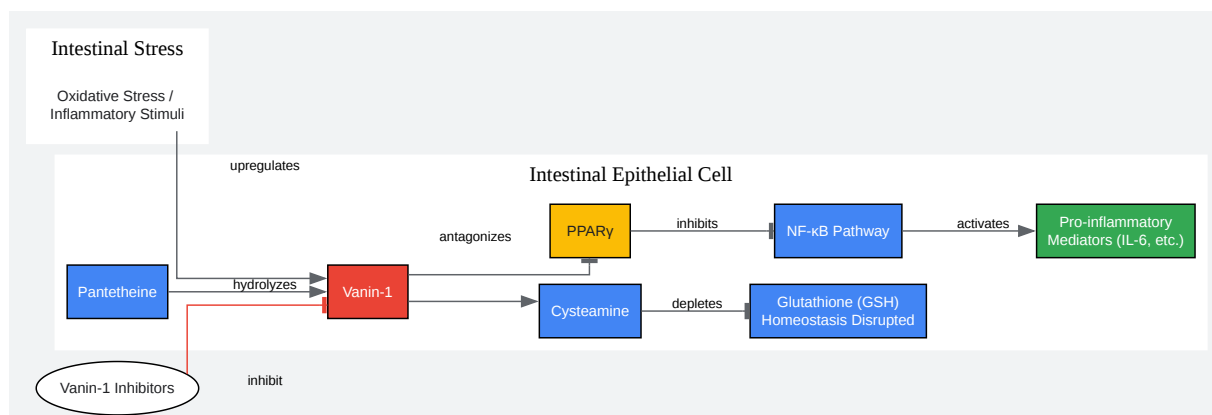 Intestinal Stress
Oxidative Stress /
Inflammatory Stimuli
upregulates
Intestinal Epithelial Cell
PPARγ
inhibits
NF-κB Pathway
activates
Pro-inflammatory
Mediators (IL-6, etc.)
antagonizes
Pantetheine
hydrolyzes
Vanin-1
Cysteamine
depletes
Glutathione (GSH)
Homeostasis Disrupted
Vanin-1 Inhibitors
inhibit